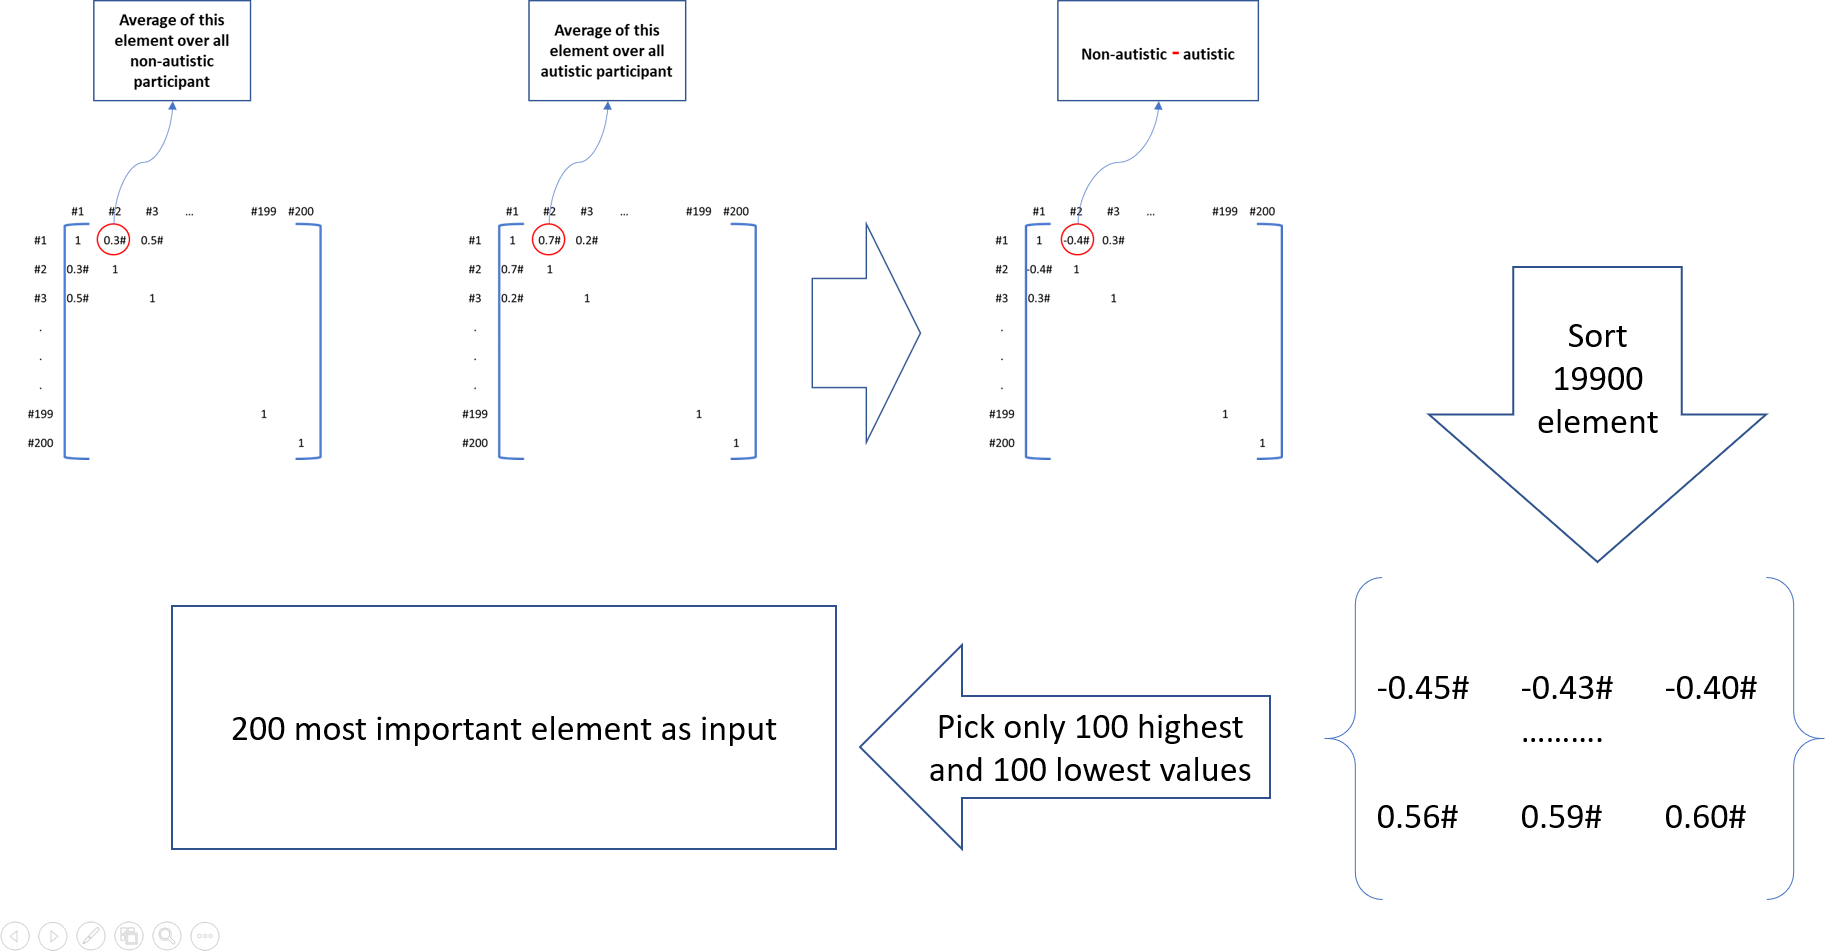 Average of this
element over all
non-autistic
participant
Average of this
element over all
autistic participant
Non-autistic - autistic
#1 #2 #3 ... #199 #200
#1 1 0.3# 0.5#
#2 0.3# 1
#3 0.5# 1
.
.
.
#199 1
#200 1
#1 #2 #3 ... #199 #200
#1 1 0.7# 0.2#
#2 0.7# 1
#3 0.2# 1
.
.
.
#199 1
#200 1
#1 #2 #3 ... #199 #200
#1 1 -0.4# 0.3#
#2 -0.4# 1
#3 0.3# 1
.
.
.
#199 1
#200 1
Sort
19900
element
-0.45# -0.43# -0.40#
..........
0.56# 0.59# 0.60#
Pick only 100 highest
and 100 lowest values
200 most important element as input